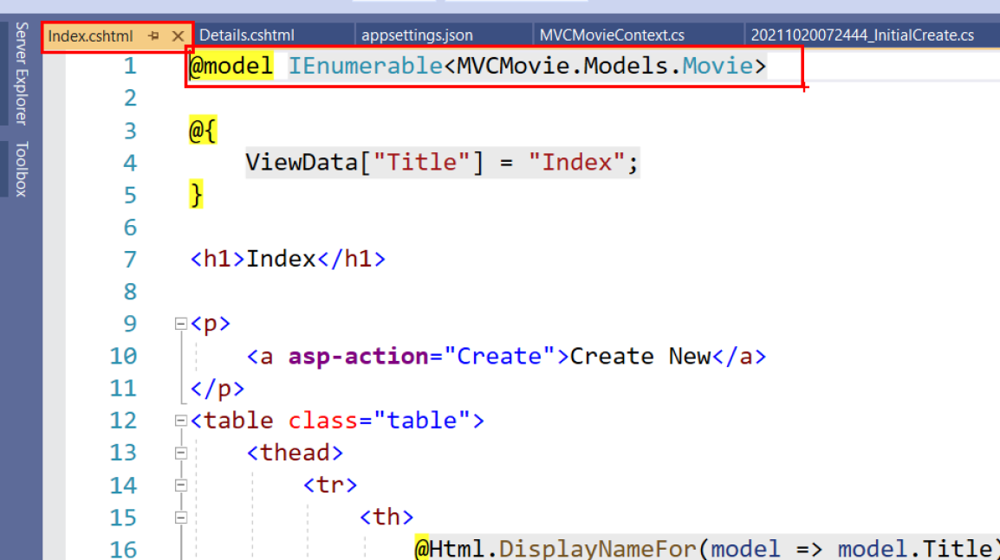 Server Explorer
Toolbox
Index.cshtml
Details.cshtml
appsettings.json
MVCMovieContext.cs
20211020072444_InitialCreate.cs
1 @model IEnumerable<MVCMovie.Models.Movie>
2
3 @{
4     ViewData["Title"] = "Index";
5 }
6
7 <h1>Index</h1>
8
9 <p>
10     <a asp-action="Create">Create New</a>
11 </p>
12 <table class="table">
13     <thead>
14         <tr>
15             <th>
16                 @Html.DisplayNameFor(model => model.Title)